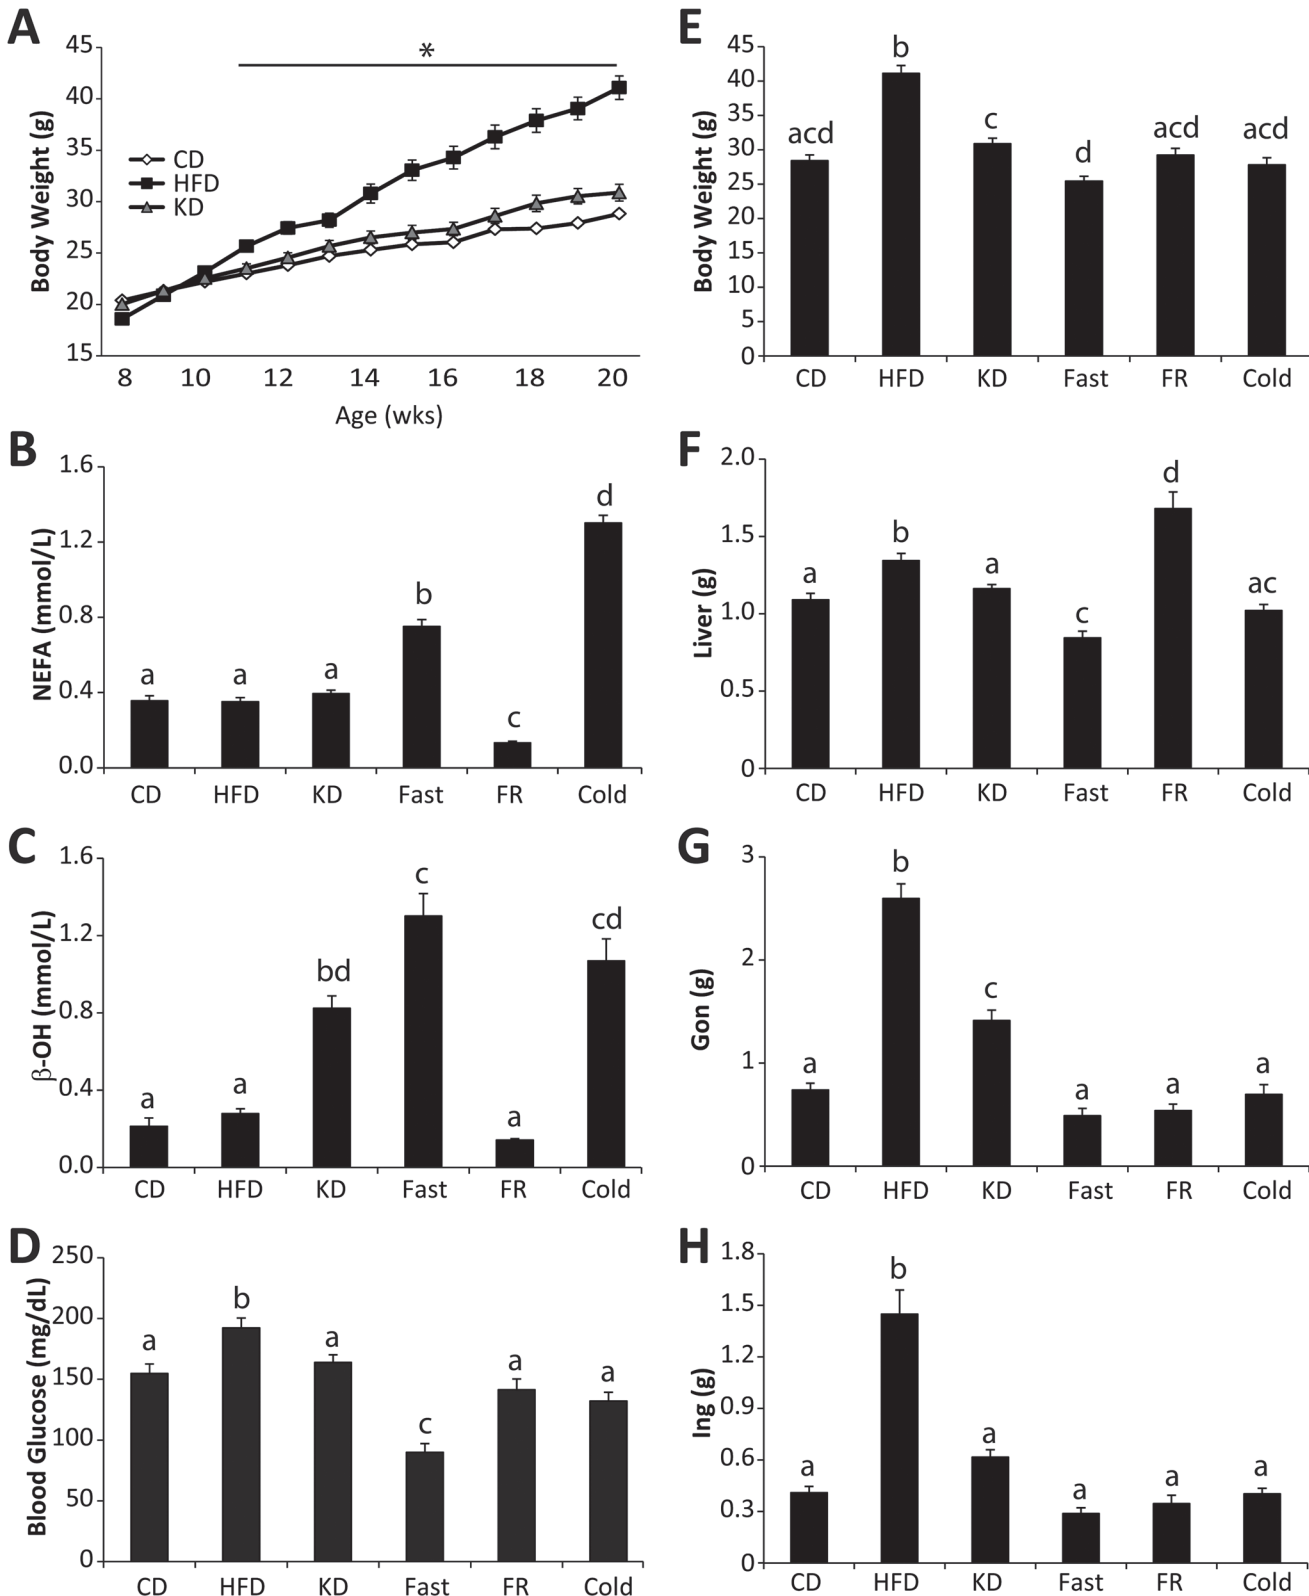 A
45
40
35
30
25
20
15
Body Weight (g)
*
CD
HFD
KD
8 10 12 14 16 18 20
Age (wks)
B
1.6
1.2
0.8
0.4
0.0
NEFA (mmol/L)
a a a b c d
CD HFD KD Fast FR Cold
C
1.6
1.2
0.8
0.4
0.0
β-OH (mmol/L)
a a bd c a cd
CD HFD KD Fast FR Cold
D
250
200
150
100
50
0
Blood Glucose (mg/dL)
a b a c a a
CD HFD KD Fast FR Cold
E
45
40
35
30
25
20
15
10
5
0
Body Weight (g)
acd b c d acd acd
CD HFD KD Fast FR Cold
F
2.0
1.5
1.0
0.5
0
Liver (g)
a b a c d ac
CD HFD KD Fast FR Cold
G
3
2
1
0
Gon (g)
a b c a a a
CD HFD KD Fast FR Cold
H
1.8
1.5
1.2
0.9
0.6
0.3
0
Ing (g)
a b a a a a
CD HFD KD Fast FR Cold